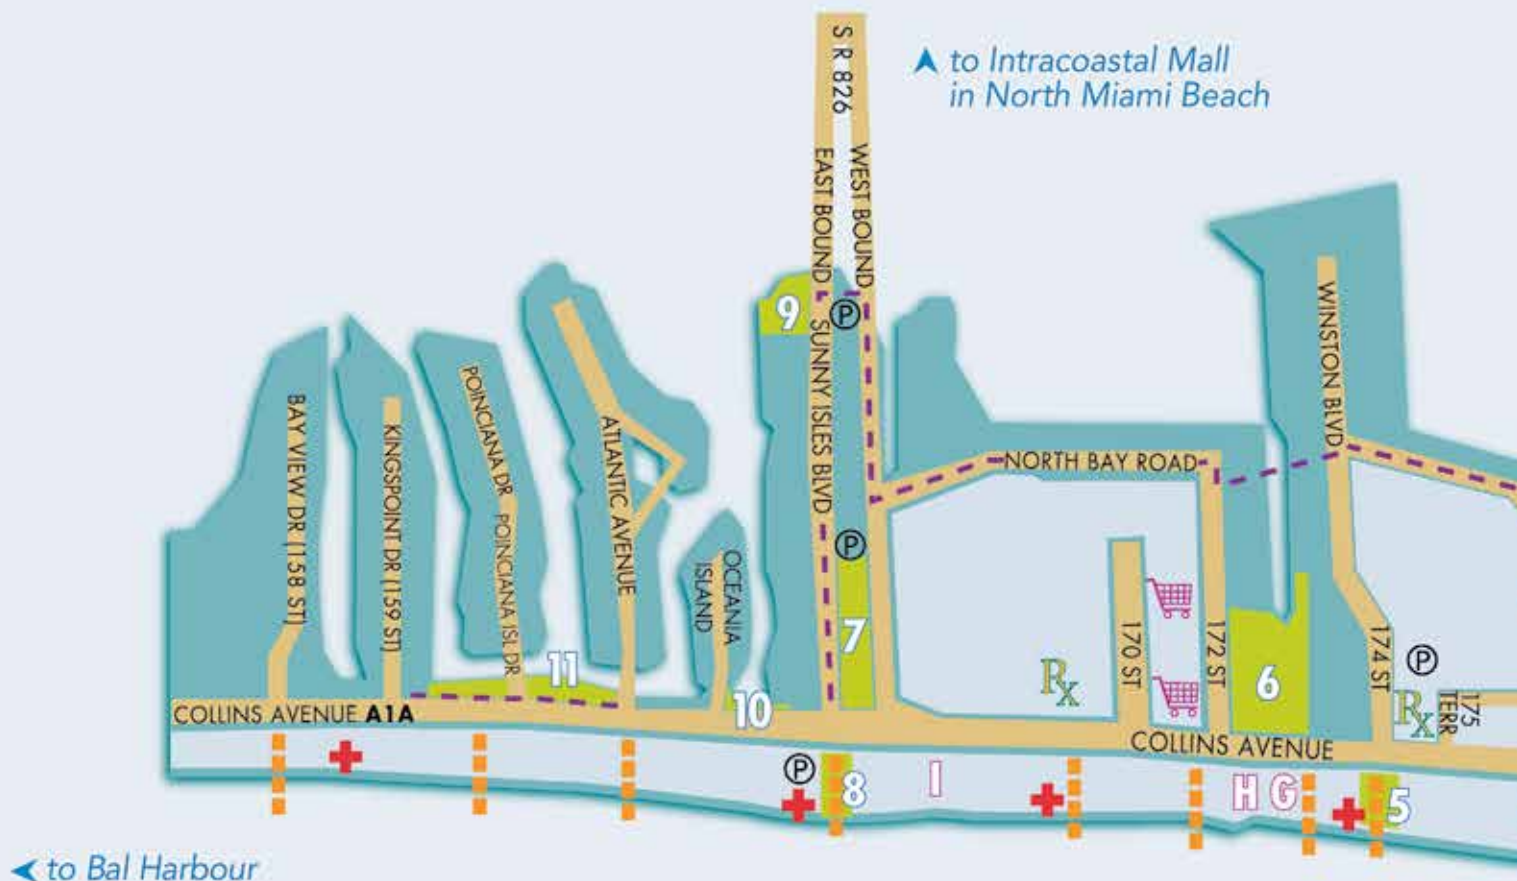 S R 826
to Intracoastal Mall
in North Miami Beach
EAST BOUND
WEST BOUND
9
P
SUNNY ISLES BLVD
WINSTON BLVD
BAY VIEW DR (158 ST)
KINGSPOINT DR (159 ST)
POINCIANA DR
POINCIANA ISL DR
ATLANTIC AVENUE
OCEANIA
ISLAND
NORTH BAY ROAD
P
7
170 ST
172 ST
6
174 ST
P
175
TERR
Rx
Rx
11
10
COLLINS AVENUE A1A
COLLINS AVENUE
P
8
I
H G
5
to Bal Harbour